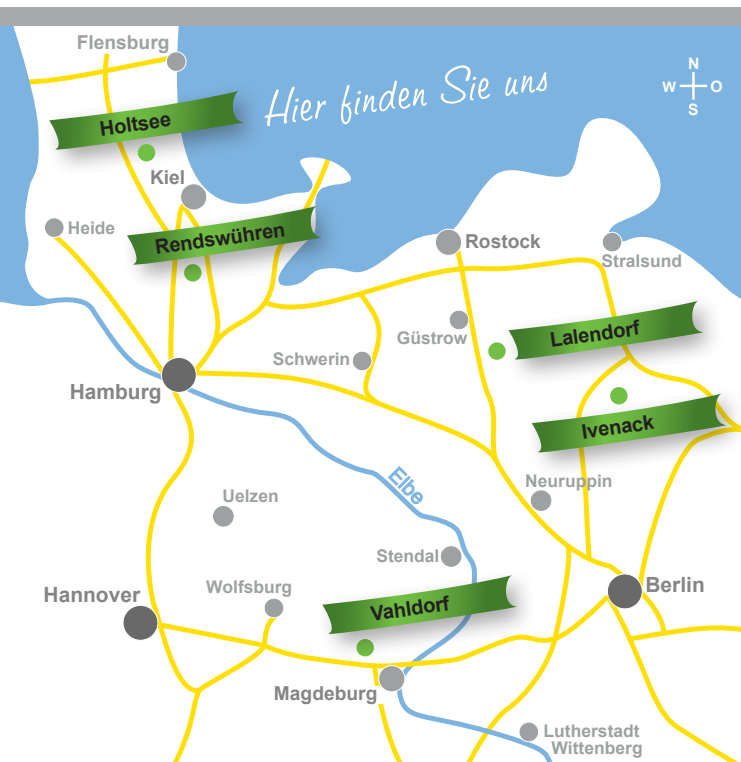 Flensburg
Hier finden Sie uns
N
W O
S
Holtsee
Kiel
Heide
Rendswühren
Rostock
Stralsund
Güstrow
Lalendorf
Schwerin
Hamburg
Ivenack
Elbe
Neuruppin
Uelzen
Stendal
Hannover
Wolfsburg
Vahldorf
Berlin
Magdeburg
Lutherstadt
Wittenberg